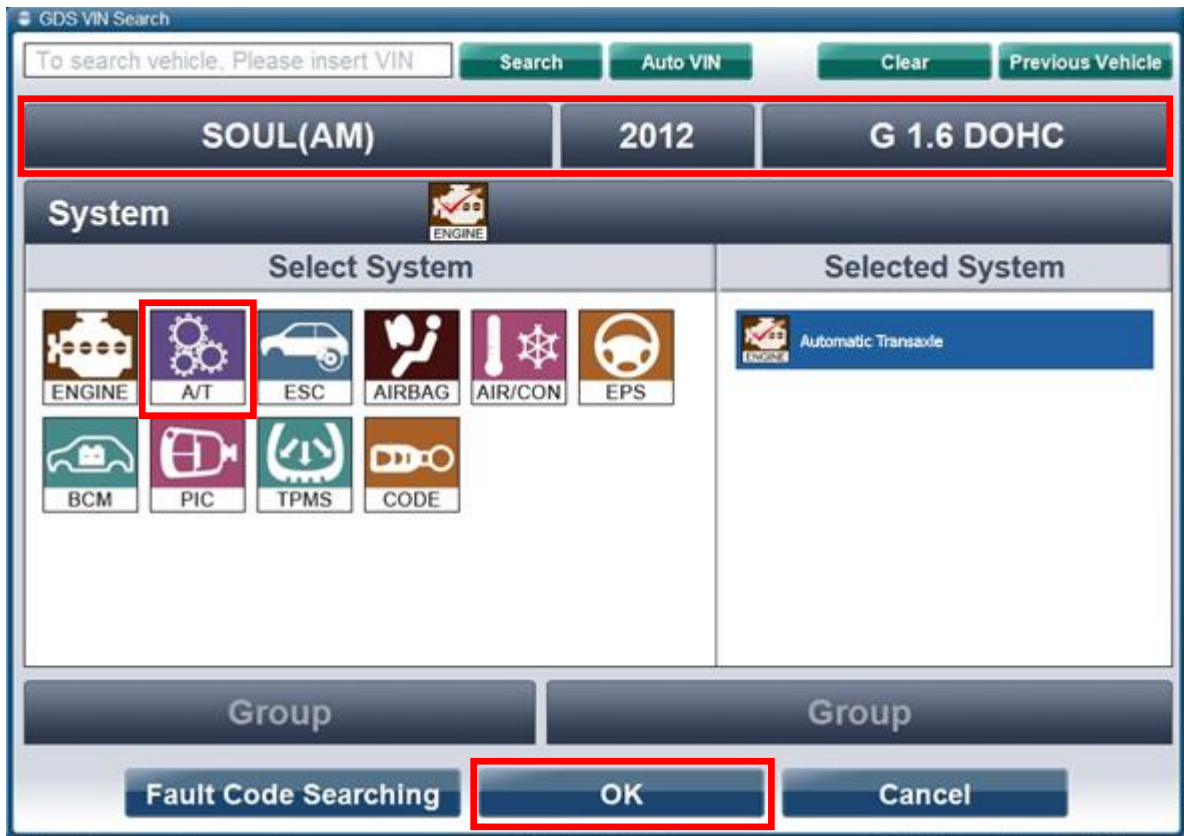 GDS VIN Search
To search vehicle, Please insert VIN Search Auto VIN Clear Previous Vehicle
SOUL(AM) 2012 G 1.6 DOHC
System ENGINE
Select System Selected System
ENGINE A/T ESC AIRBAG AIR/CON EPS
ENGINE Automatic Transaxle
BCM PIC TPMS CODE
Group Group
Fault Code Searching OK Cancel